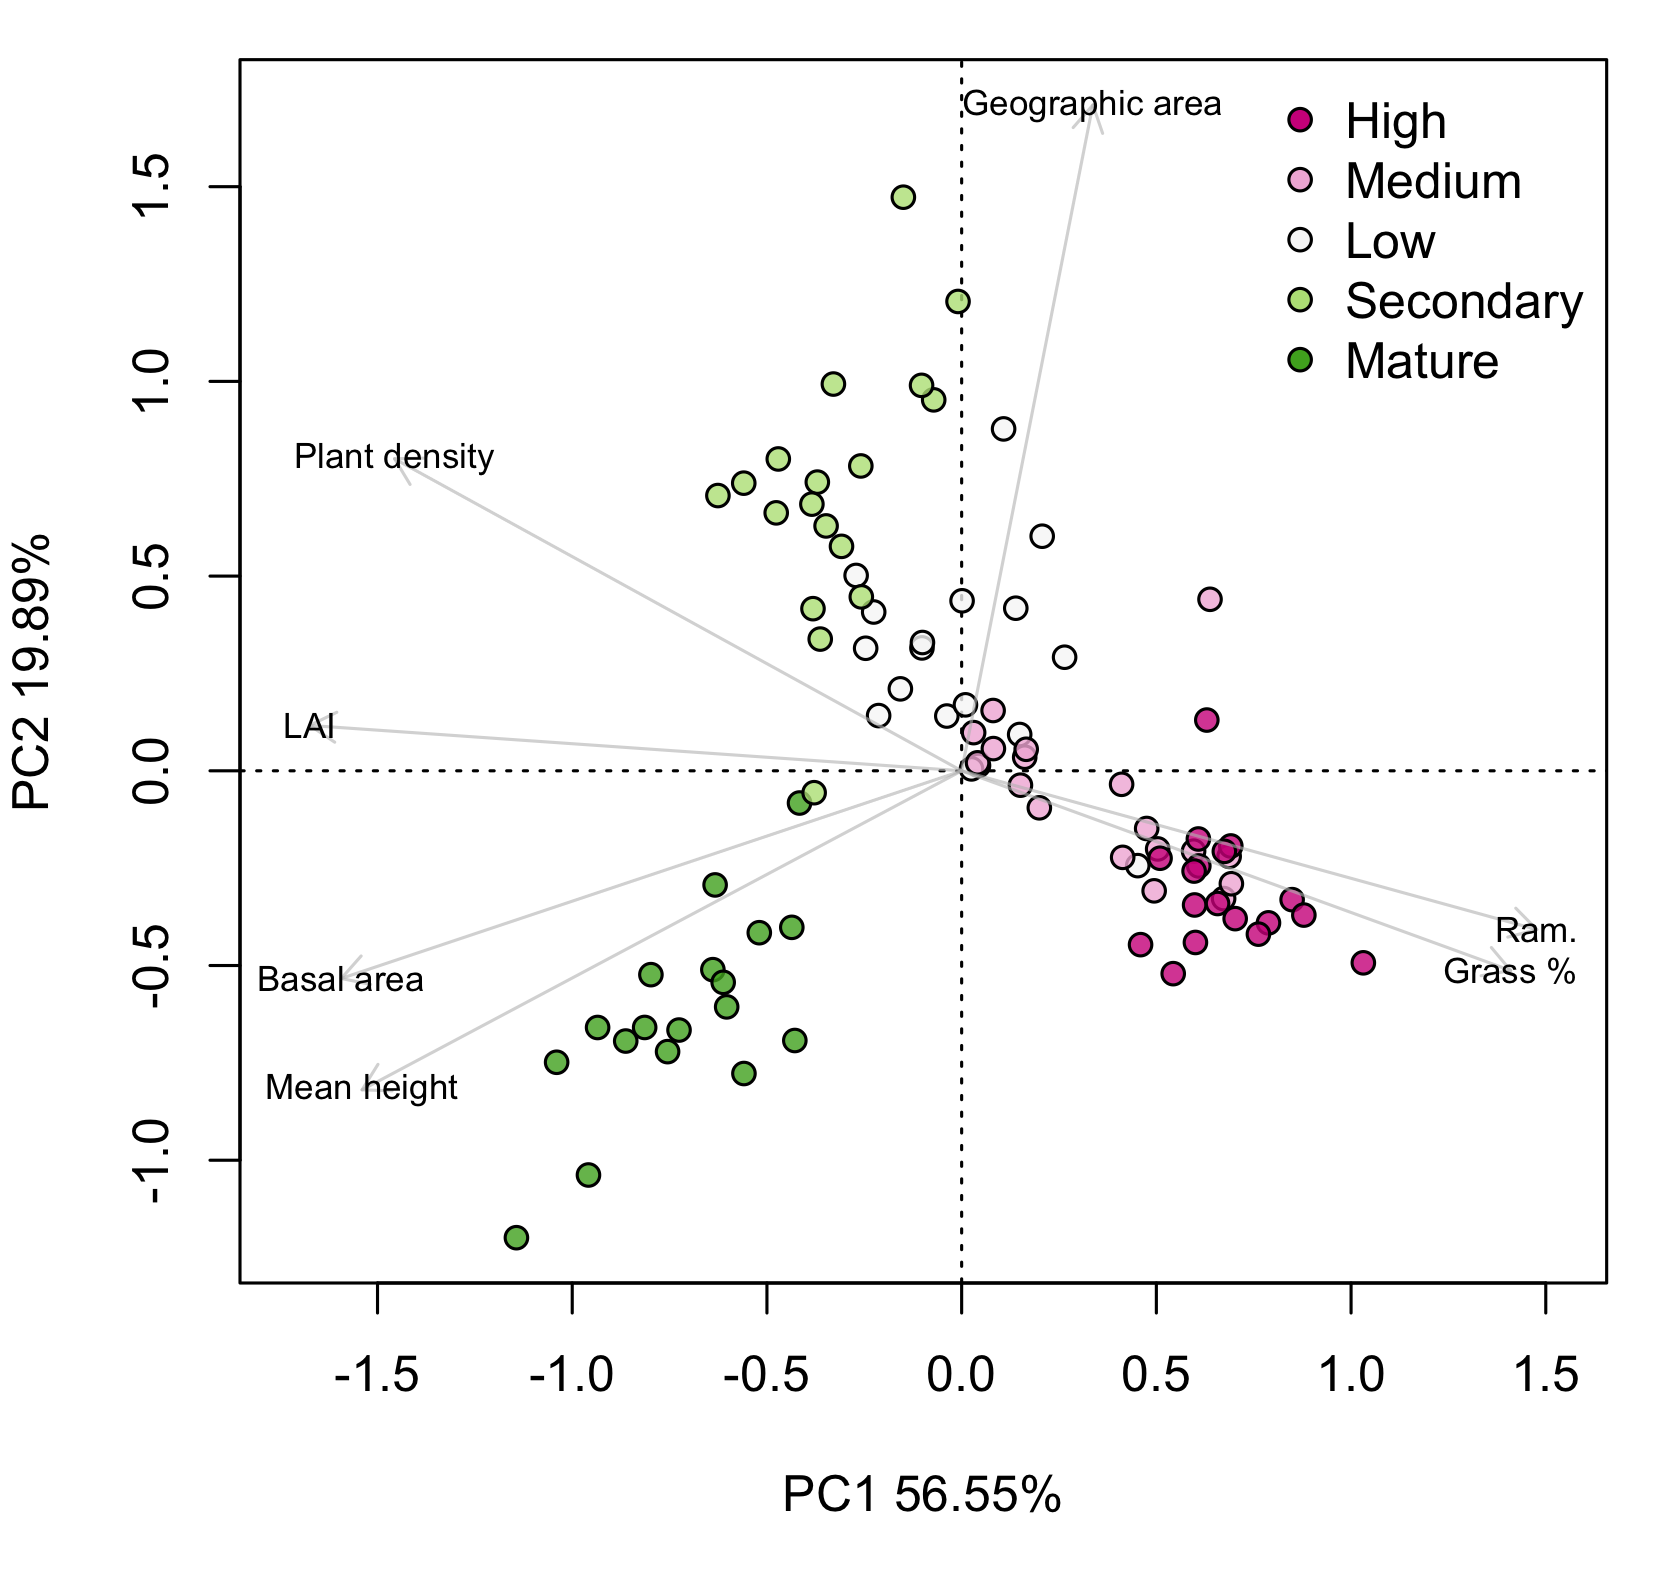 Geographic area
High
Medium
Low
Secondary
Mature
Plant density
LAI
Basal area
Mean height
Ram.
Grass %
1.5
1.0
0.5
0.0
-0.5
-1.0
PC2 19.89%
-1.5
-1.0
-0.5
0.0
0.5
1.0
1.5
PC1 56.55%